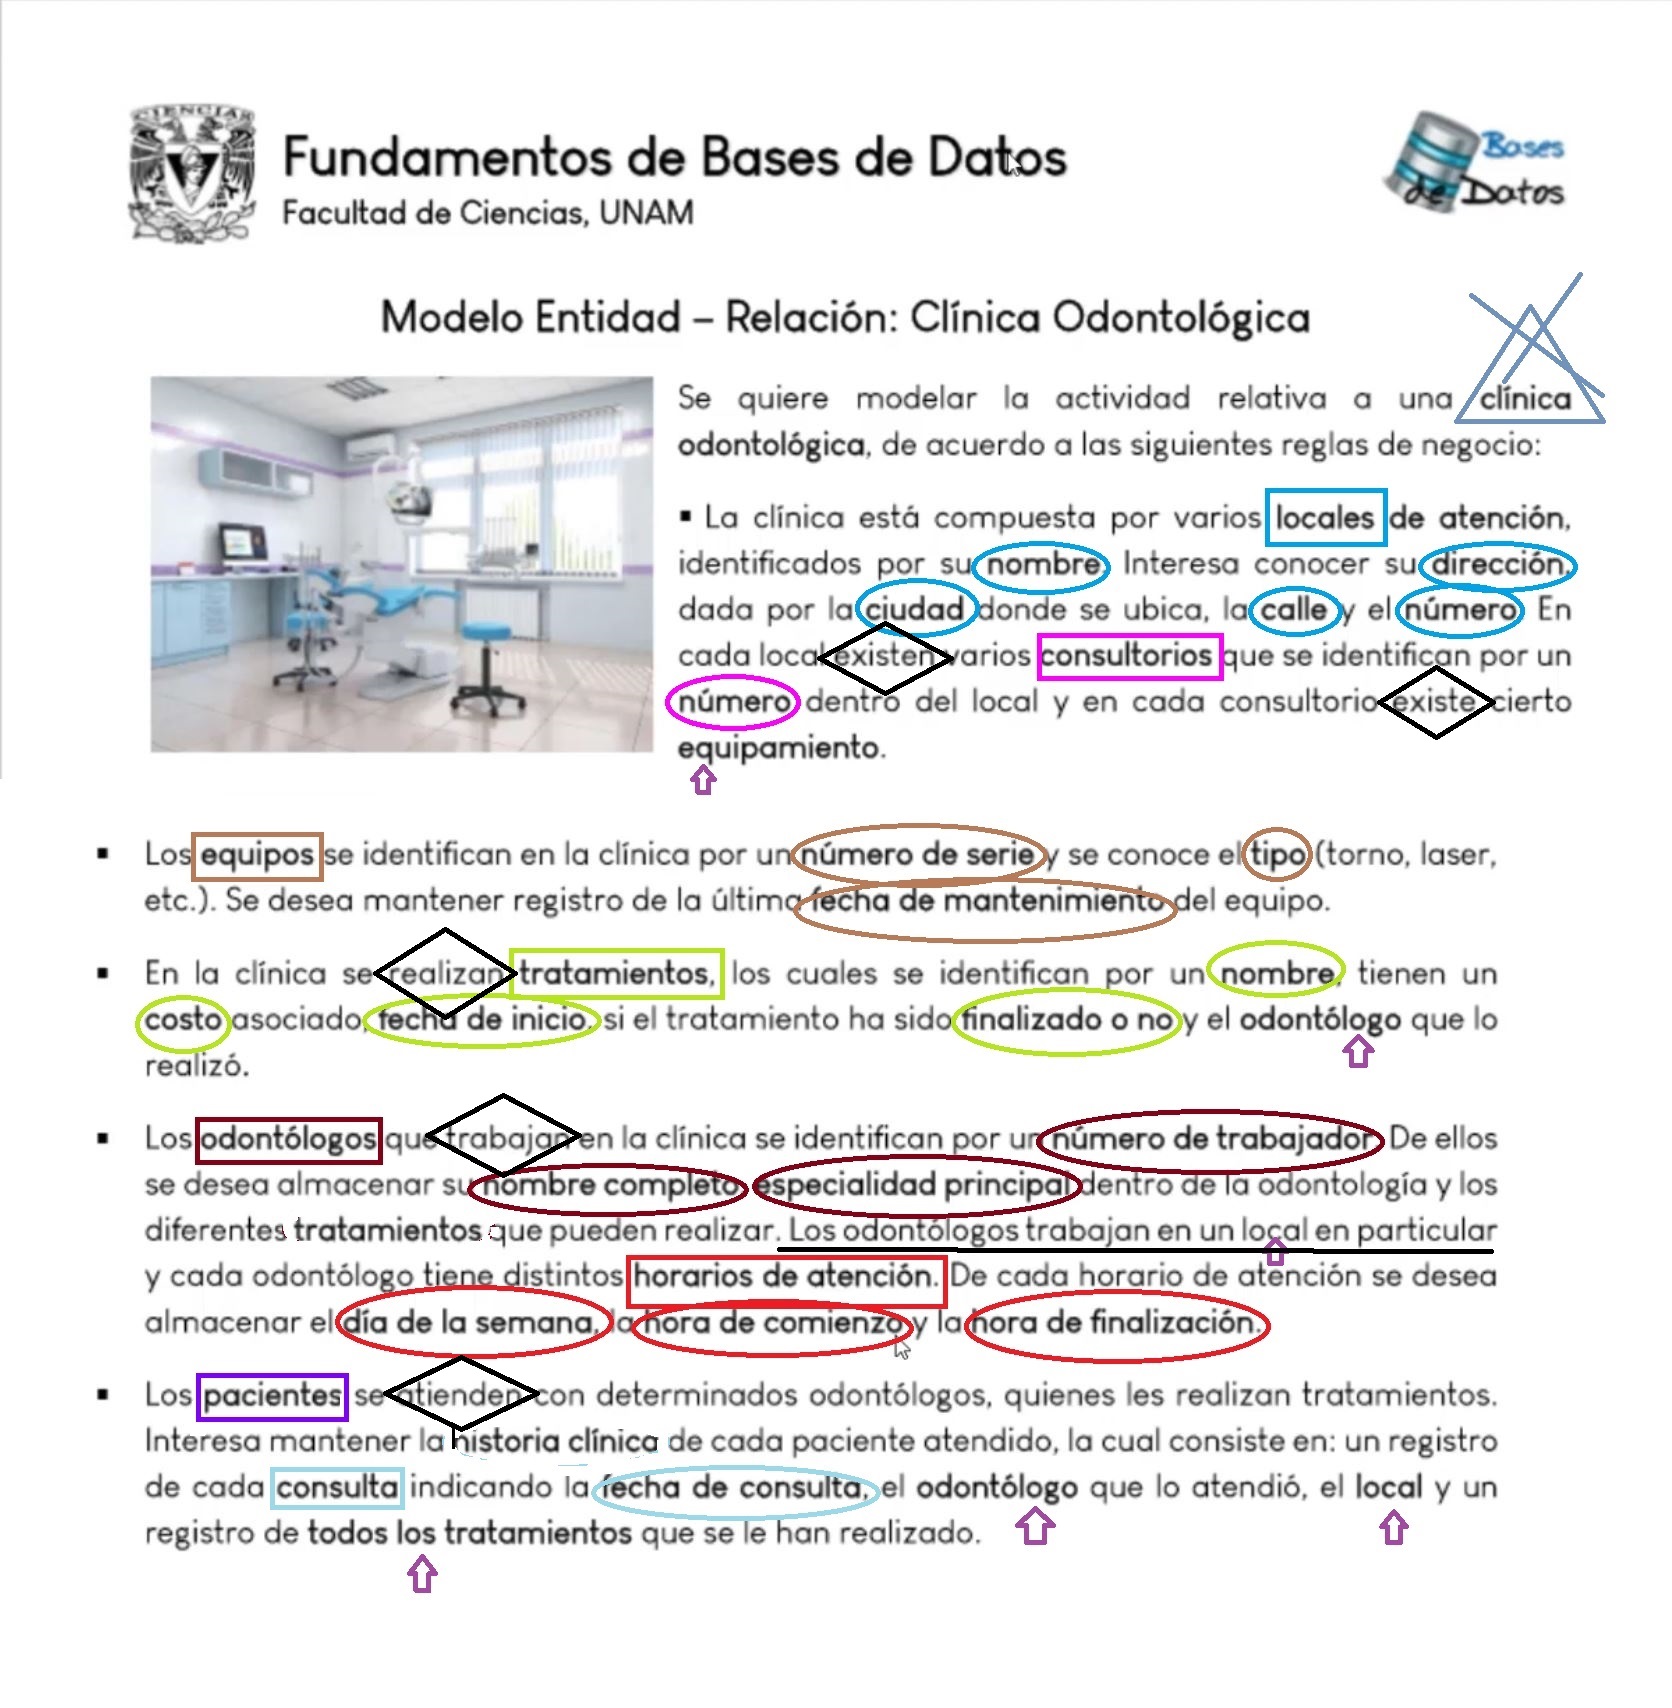 CIENCIAS
Fundamentos de Bases de Datos
Facultad de Ciencias, UNAM
Bases
de Datos
Modelo Entidad – Relación: Clínica Odontológica
Se quiere modelar la actividad relativa a una clínica
odontológica, de acuerdo a las siguientes reglas de negocio:
▪ La clínica está compuesta por varios locales de atención,
identificados por su nombre. Interesa conocer su dirección,
dada por la ciudad donde se ubica, la calle y el número. En
cada local existen varios consultorios que se identifican por un
número dentro del local y en cada consultorio existe cierto
equipamiento.
▪ Los equipos se identifican en la clínica por un número de serie y se conoce el tipo (torno, laser,
etc.). Se desea mantener registro de la última fecha de mantenimiento del equipo.
▪ En la clínica se realizan tratamientos, los cuales se identifican por un nombre, tienen un
costo asociado, fecha de inicio, si el tratamiento ha sido finalizado o no y el odontólogo que lo
realizó.
▪ Los odontólogos que trabajan en la clínica se identifican por un número de trabajador. De ellos
se desea almacenar su nombre completo, especialidad principal dentro de la odontología y los
diferentes tratamientos que pueden realizar. Los odontólogos trabajan en un local en particular
y cada odontólogo tiene distintos horarios de atención. De cada horario de atención se desea
almacenar el día de la semana, la hora de comienzo y la hora de finalización.
▪ Los pacientes se atienden con determinados odontólogos, quienes les realizan tratamientos.
Interesa mantener la historia clínica de cada paciente atendido, la cual consiste en: un registro
de cada consulta indicando la fecha de consulta, el odontólogo que lo atendió, el local y un
registro de todos los tratamientos que se le han realizado.